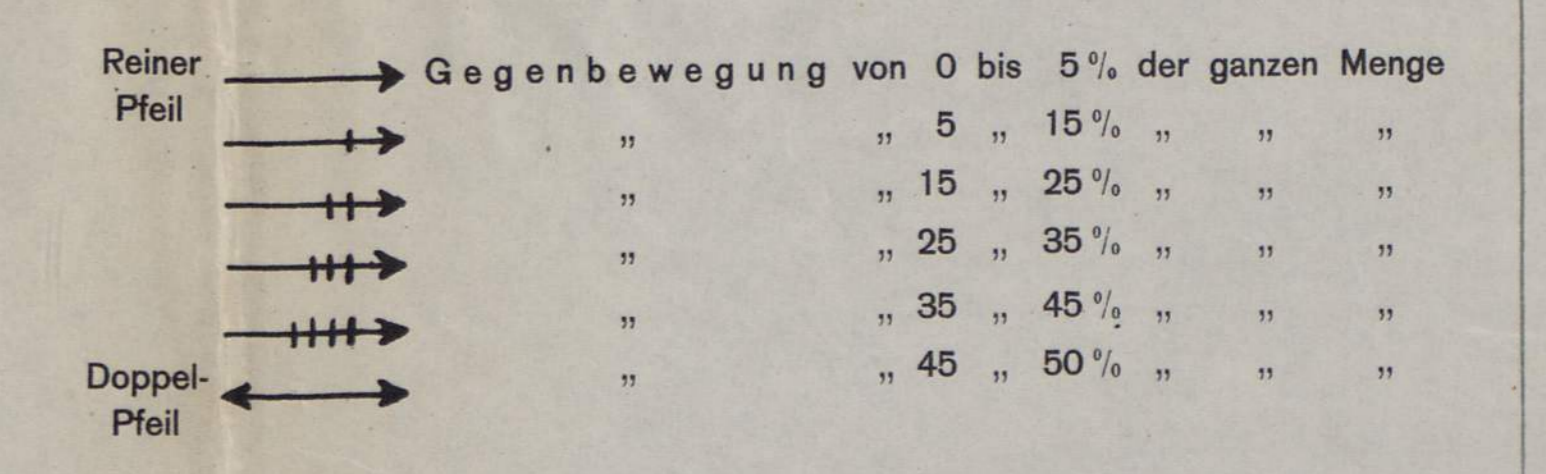 Reiner Pfeil Gegenbewegung von 0 bis 5% der ganzen Menge
„ „ 5 „ 15% „ „ „
„ „ 15 „ 25% „ „ „
„ „ 25 „ 35% „ „ „
„ „ 35 „ 45% „ „ „
Doppel-Pfeil „ „ 45 „ 50% „ „ „